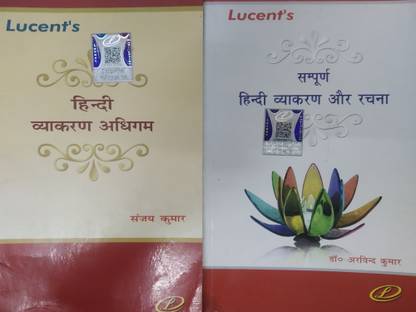 Lucent's
हिन्दी
व्याकरण अधिगम
संजय कुमार
Lucent's
सम्पूर्ण
हिन्दी व्याकरण और रचना
डॉ० अरविन्द कुमार